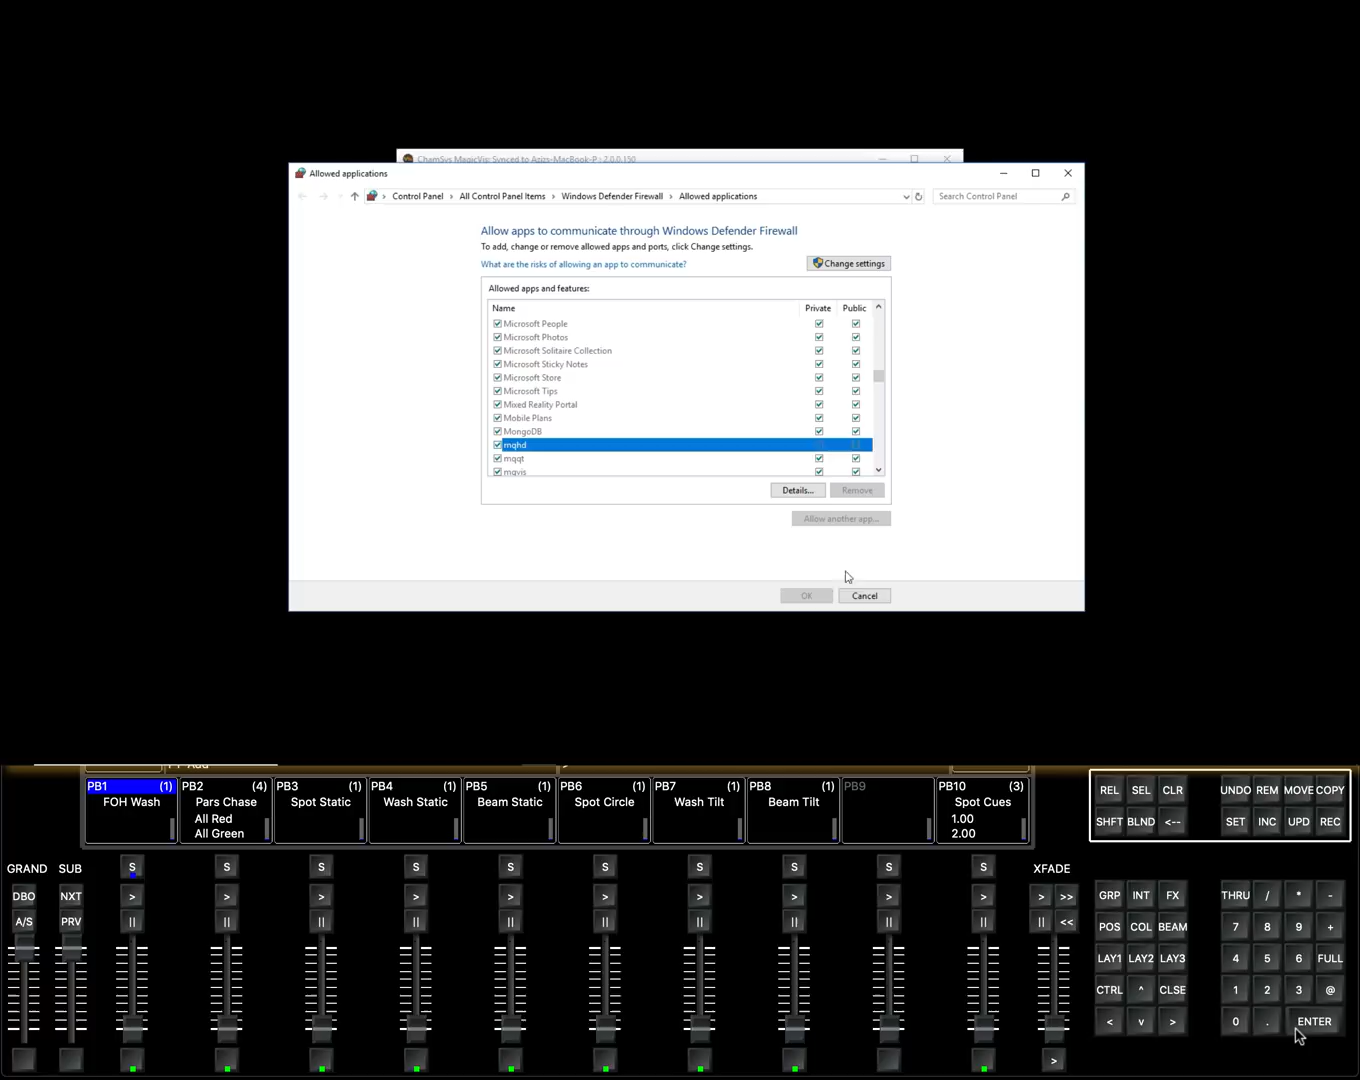 ChamSys MagicVis: Synced to Azizs-MacBook-P : 2.0.0.150
Allowed applications
Control Panel > All Control Panel Items > Windows Defender Firewall > Allowed applications
Search Control Panel
Allow apps to communicate through Windows Defender Firewall
To add, change or remove allowed apps and ports, click Change settings.
What are the risks of allowing an app to communicate?
Change settings
Allowed apps and features:
Name Private Public
Microsoft People
Microsoft Photos
Microsoft Solitaire Collection
Microsoft Sticky Notes
Microsoft Store
Microsoft Tips
Mixed Reality Portal
Mobile Plans
MongoDB
mqhd
mqqt
mqvis
Details... Remove
Allow another app...
OK Cancel
PB1 (1) PB2 (4) PB3 (1) PB4 (1) PB5 (1) PB6 (1) PB7 (1) PB8 (1) PB9 PB10 (3)
FOH Wash Pars Chase Spot Static Wash Static Beam Static Spot Circle Wash Tilt Beam Tilt Spot Cues
All Red 1.00
All Green 2.00
REL SEL CLR UNDO REM MOVE COPY
SHFT BLND <-- SET INC UPD REC
GRAND SUB S S S S S S S S S S XFADE
DBO NXT > > > > > > > > > > > >>
A/S PRV || || || || || || || || || || || <<
GRP INT FX THRU / * -
POS COL BEAM 7 8 9 +
LAY1 LAY2 LAY3 4 5 6 FULL
CTRL ^ CLSE 1 2 3 @
< v > 0 . ENTER
>